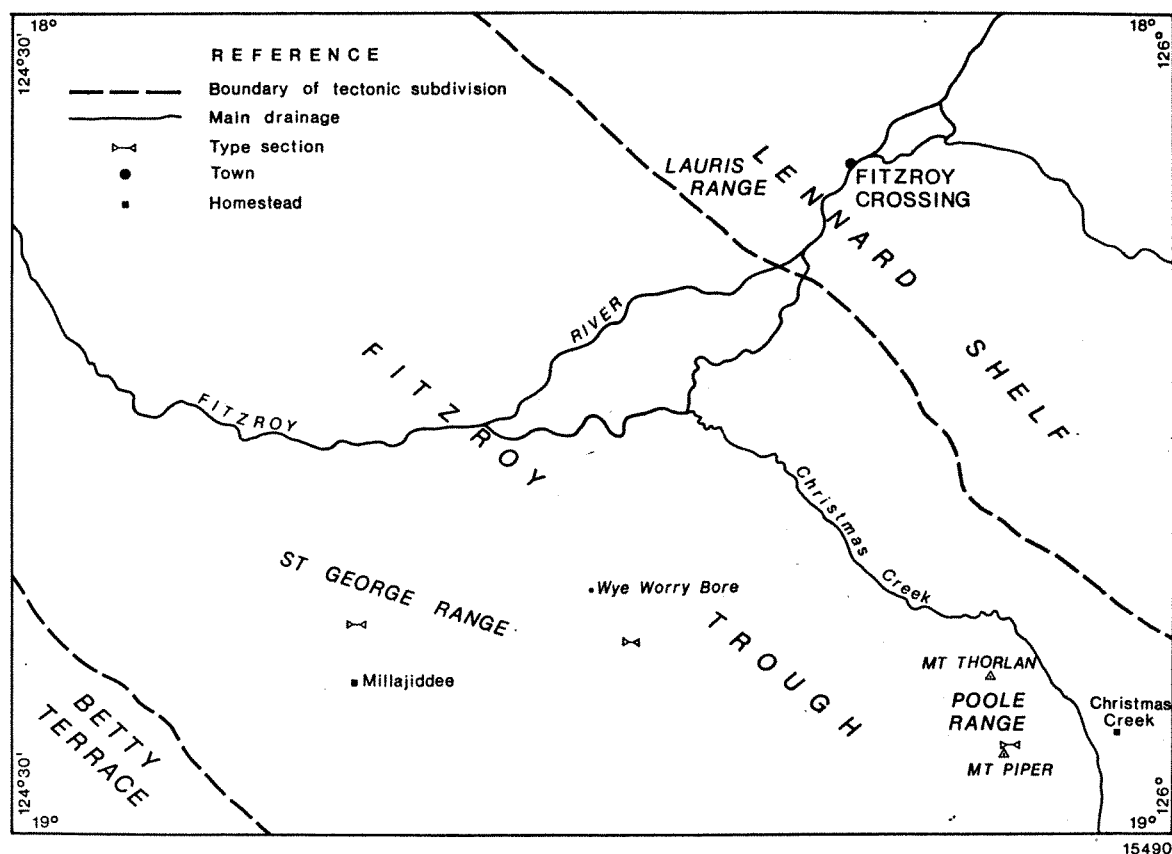 18°
18°
124°30'
126°
REFERENCE
Boundary of tectonic subdivision
Main drainage
Type section
Town
Homestead
LAURIS
RANGE
LENNARD SHELF
FITZROY
CROSSING
RIVER
FITZROY
FITZROY TROUGH
Christmas Creek
ST GEORGE RANGE
Wye Worry Bore
Millajiddee
MT THORLAN
POOLE
RANGE
MT PIPER
Christmas
Creek
BETTY
TERRACE
124°30'
126°
19°
19°
15490